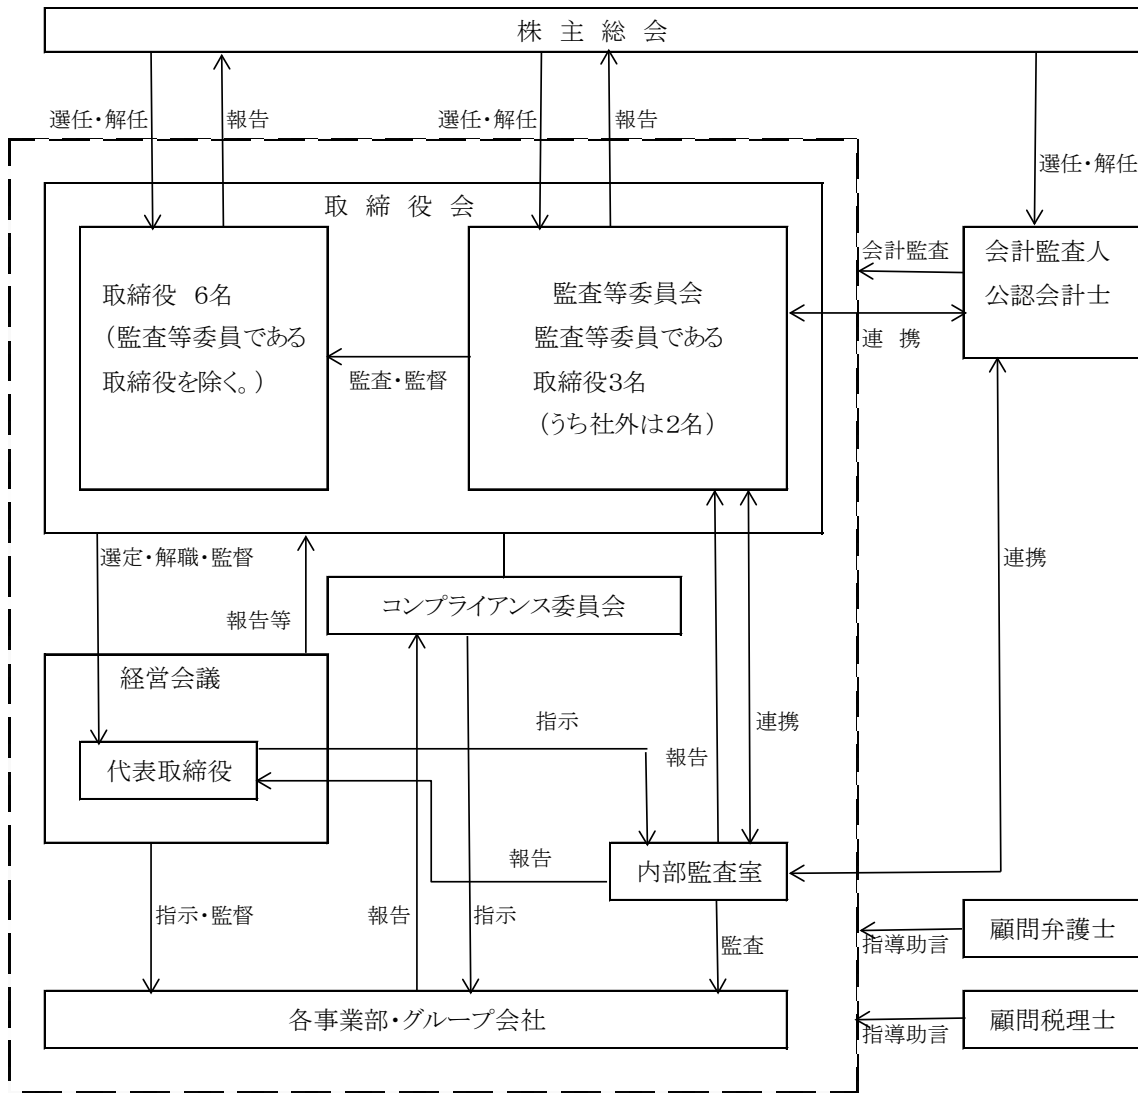 株 主 総 会
選任・解任
報告
選任・解任
報告
選任・解任
取 締 役 会
取締役 6名
(監査等委員である
取締役を除く。)
監査・監督
監査等委員会
監査等委員である
取締役3名
(うち社外は2名)
会計監査
連 携
会計監査人
公認会計士
選定・解職・監督
報告等
コンプライアンス委員会
連携
経営会議
代表取締役
指示
報告
連携
報告
内部監査室
指示・監督
報告
指示
監査
指導助言
顧問弁護士
各事業部・グループ会社
指導助言
顧問税理士